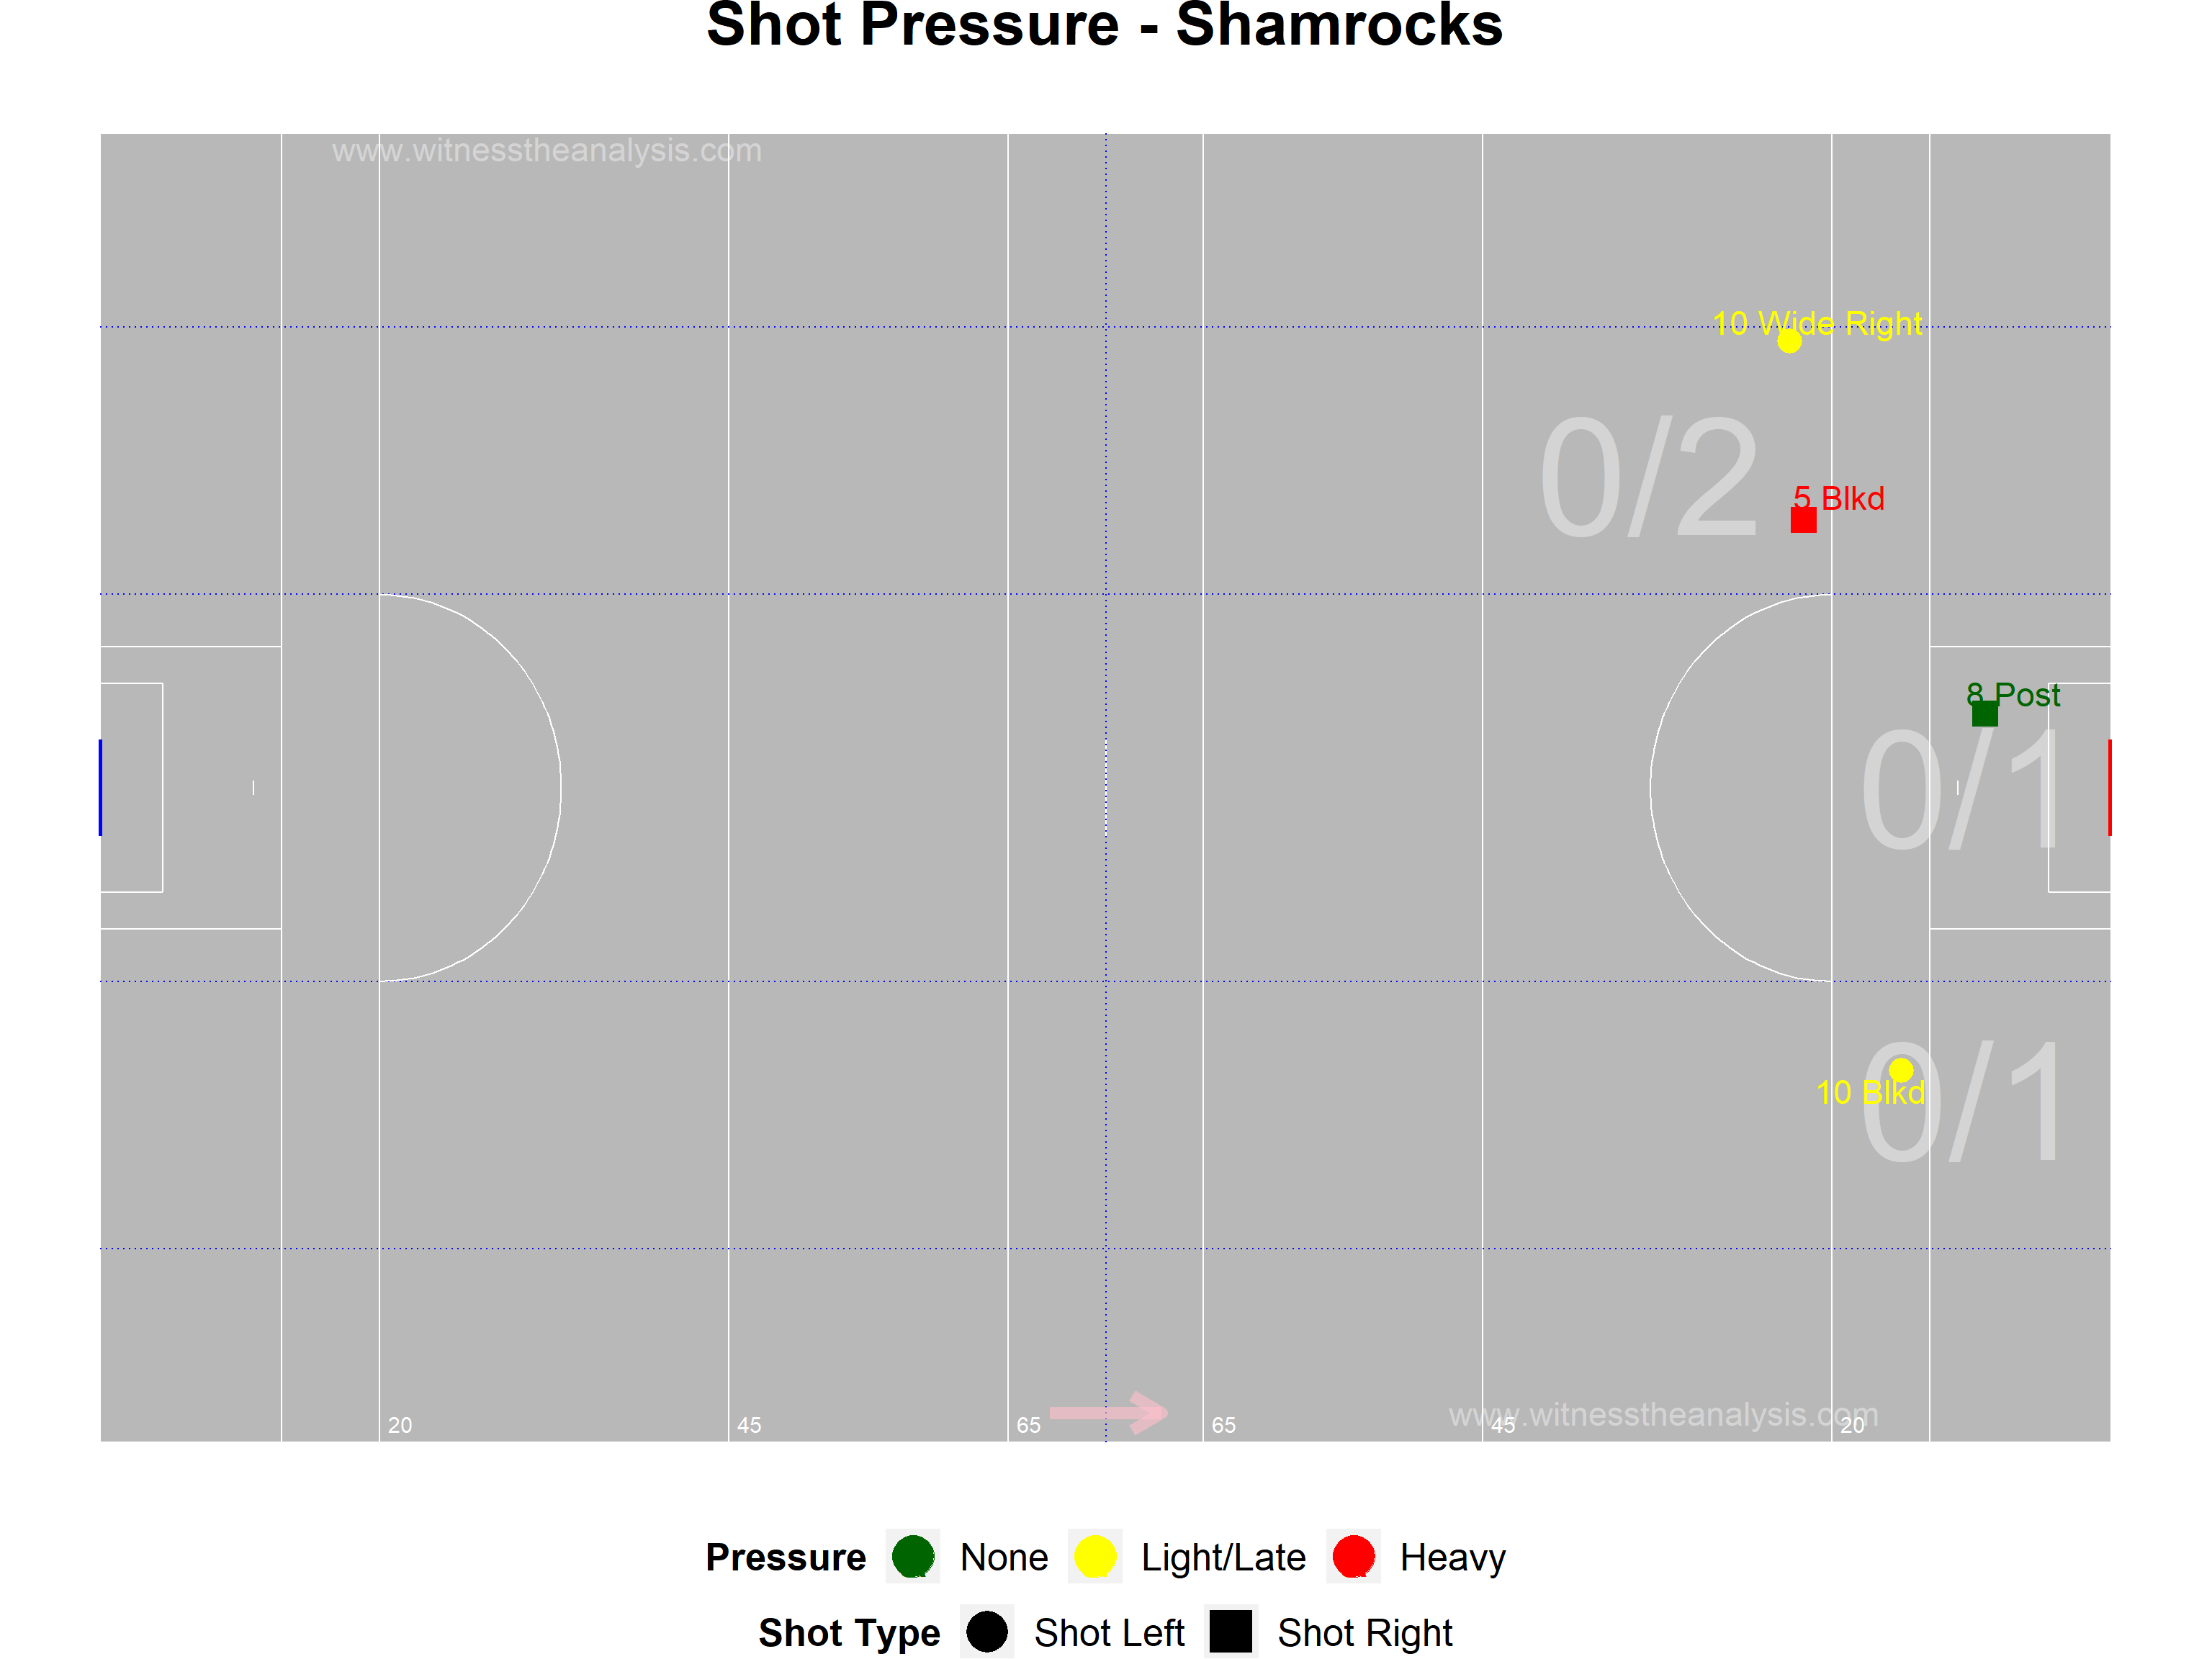 Shot Pressure - Shamrocks
www.witnesstheanalysis.com
10 Wide Right
0/2
5 Blkd
8 Post
0/1
10 Blkd
0/1
www.witnesstheanalysis.com
20 45 65 65 45 20
Pressure None Light/Late Heavy
Shot Type Shot Left Shot Right